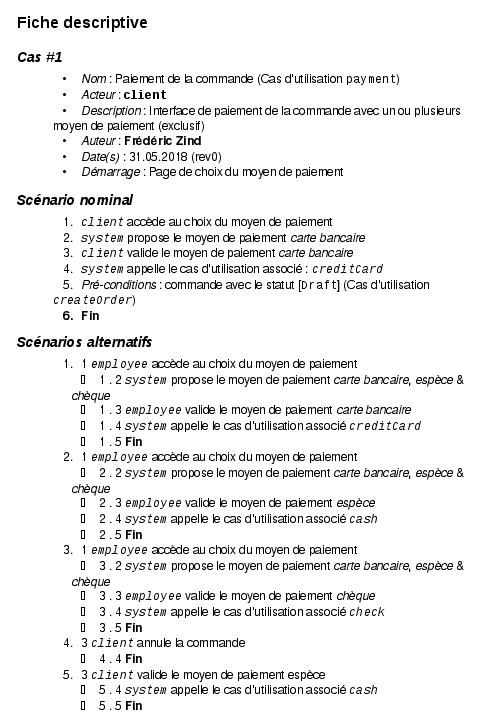 Fiche descriptive
Cas #1
• Nom : Paiement de la commande (Cas d'utilisation payment)
• Acteur : client
• Description : Interface de paiement de la commande avec un ou plusieurs
moyen de paiement (exclusif)
• Auteur : Frédéric Zind
• Date(s) : 31.05.2018 (rev0)
• Démarrage : Page de choix du moyen de paiement
Scénario nominal
1. client accède au choix du moyen de paiement
2. system propose le moyen de paiement carte bancaire
3. client valide le moyen de paiement carte bancaire
4. system appelle le cas d'utilisation associé : creditCard
5. Pré-conditions : commande avec le statut [Draft] (Cas d'utilisation
createOrder)
6. Fin
Scénarios alternatifs
1. 1 employee accède au choix du moyen de paiement
▯ 1.2 system propose le moyen de paiement carte bancaire, espèce &
chèque
▯ 1.3 employee valide le moyen de paiement carte bancaire
▯ 1.4 system appelle le cas d'utilisation associé creditCard
▯ 1.5 Fin
2. 1 employee accède au choix du moyen de paiement
▯ 2.2 system propose le moyen de paiement carte bancaire, espèce &
chèque
▯ 2.3 employee valide le moyen de paiement espèce
▯ 2.4 system appelle le cas d'utilisation associé cash
▯ 2.5 Fin
3. 1 employee accède au choix du moyen de paiement
▯ 3.2 system propose le moyen de paiement carte bancaire, espèce &
chèque
▯ 3.3 employee valide le moyen de paiement chèque
▯ 3.4 system appelle le cas d'utilisation associé check
▯ 3.5 Fin
4. 3 client annule la commande
▯ 4.4 Fin
5. 3 client valide le moyen de paiement espèce
▯ 5.4 system appelle le cas d'utilisation associé cash
▯ 5.5 Fin